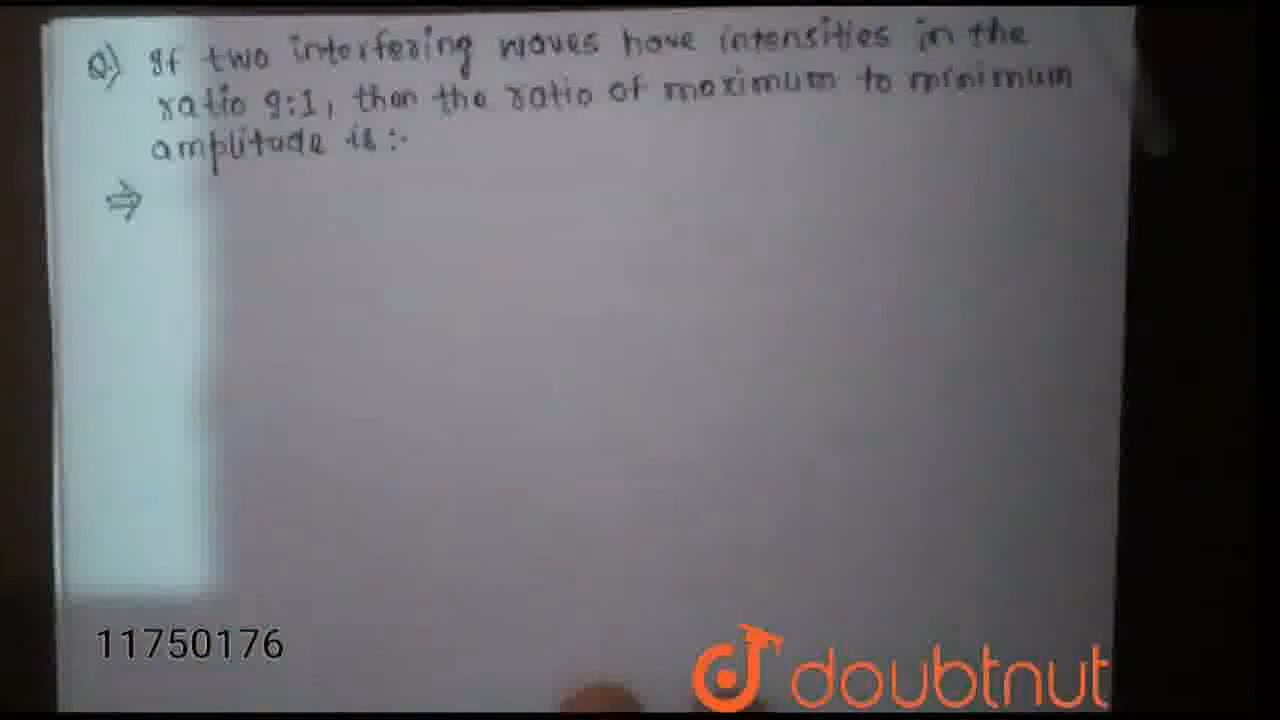 Q.) If two interfering waves have intensities in the
ratio 9:1, then the ratio of maximum to minimum
amplitude is :-
⇒
11750176
doubtnut